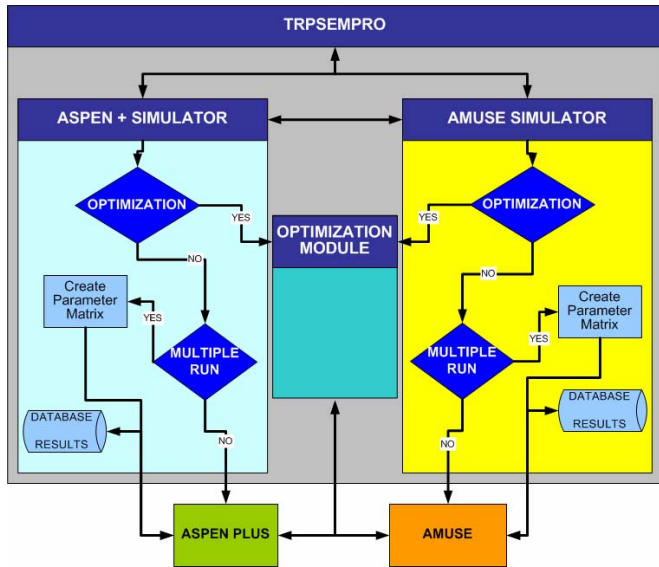 TRPSEMPRO
ASPEN + SIMULATOR
AMUSE SIMULATOR
OPTIMIZATION
YES
OPTIMIZATION
MODULE
YES
OPTIMIZATION
NO
NO
Create
Parameter
Matrix
YES
MULTIPLE
RUN
MULTIPLE
RUN
YES
Create
Parameter
Matrix
DATABASE
RESULTS
NO
NO
DATABASE
RESULTS
ASPEN PLUS
AMUSE